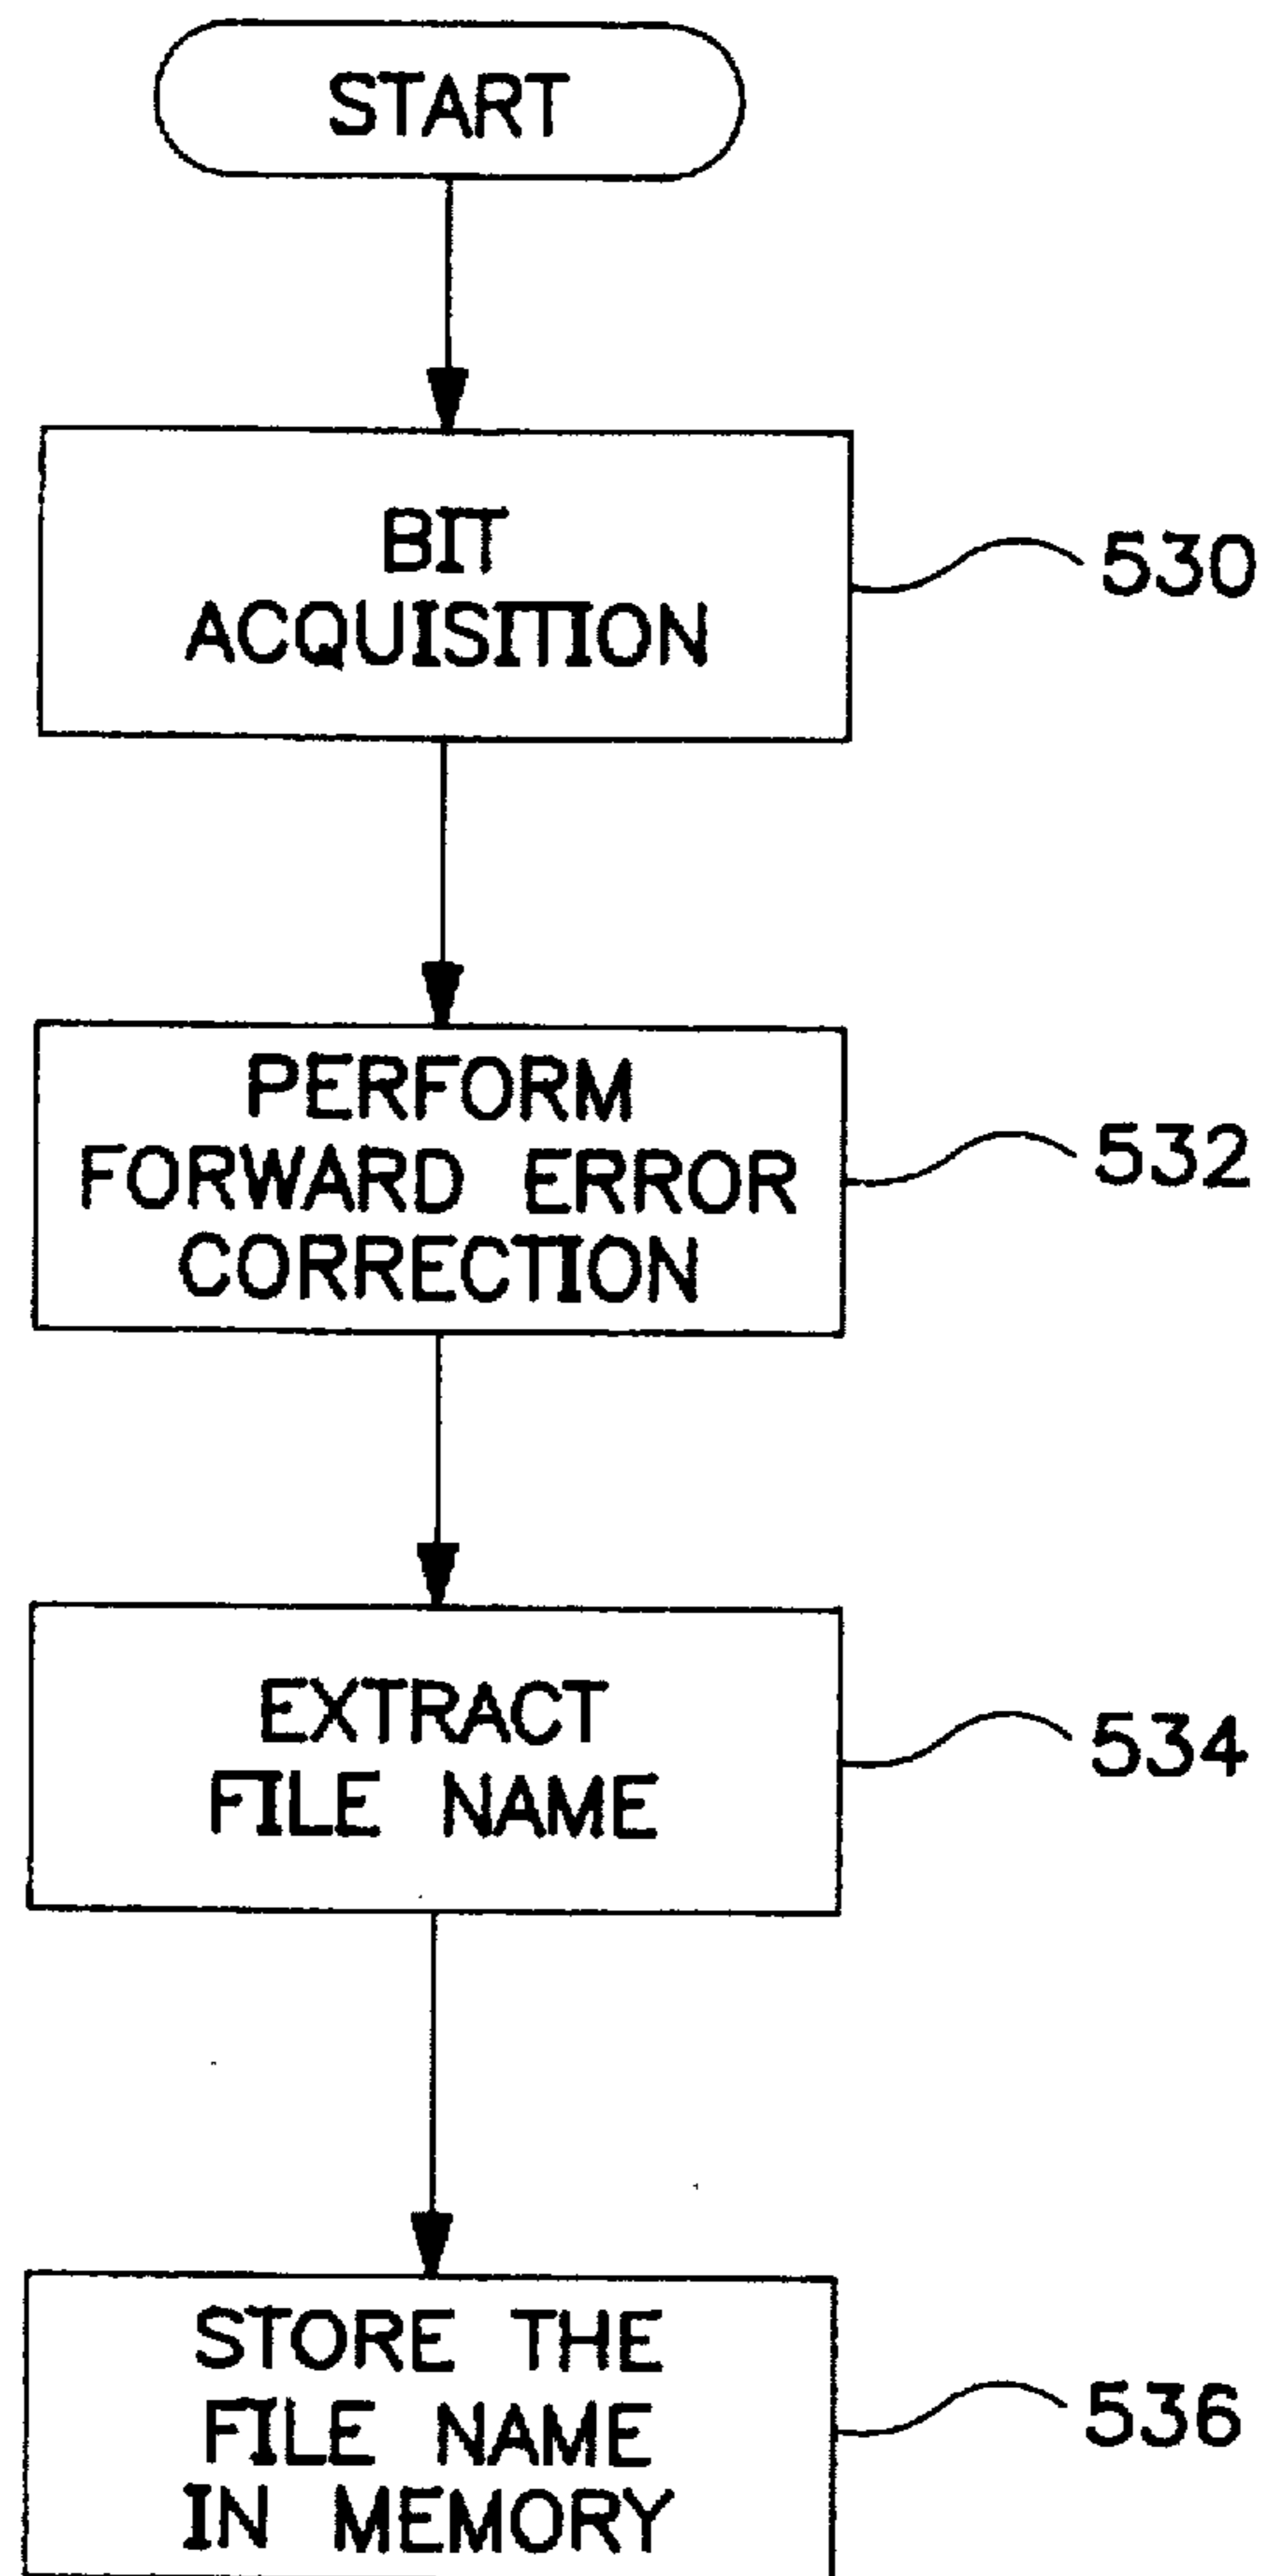 START
BIT
ACQUISITION
530
PERFORM
FORWARD ERROR
CORRECTION
532
EXTRACT
FILE NAME
534
STORE THE
FILE NAME
IN MEMORY
536